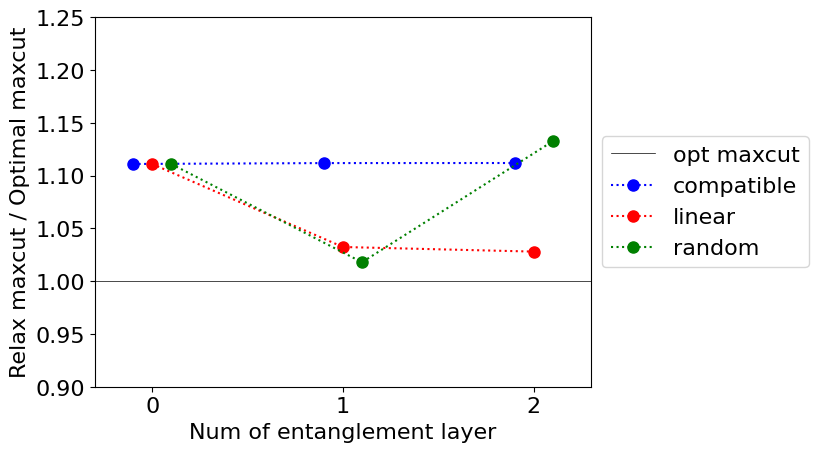 Relax maxcut / Optimal maxcut
1.25
1.20
1.15
1.10
1.05
1.00
0.95
0.90
0 1 2
Num of entanglement layer
opt maxcut
compatible
linear
random